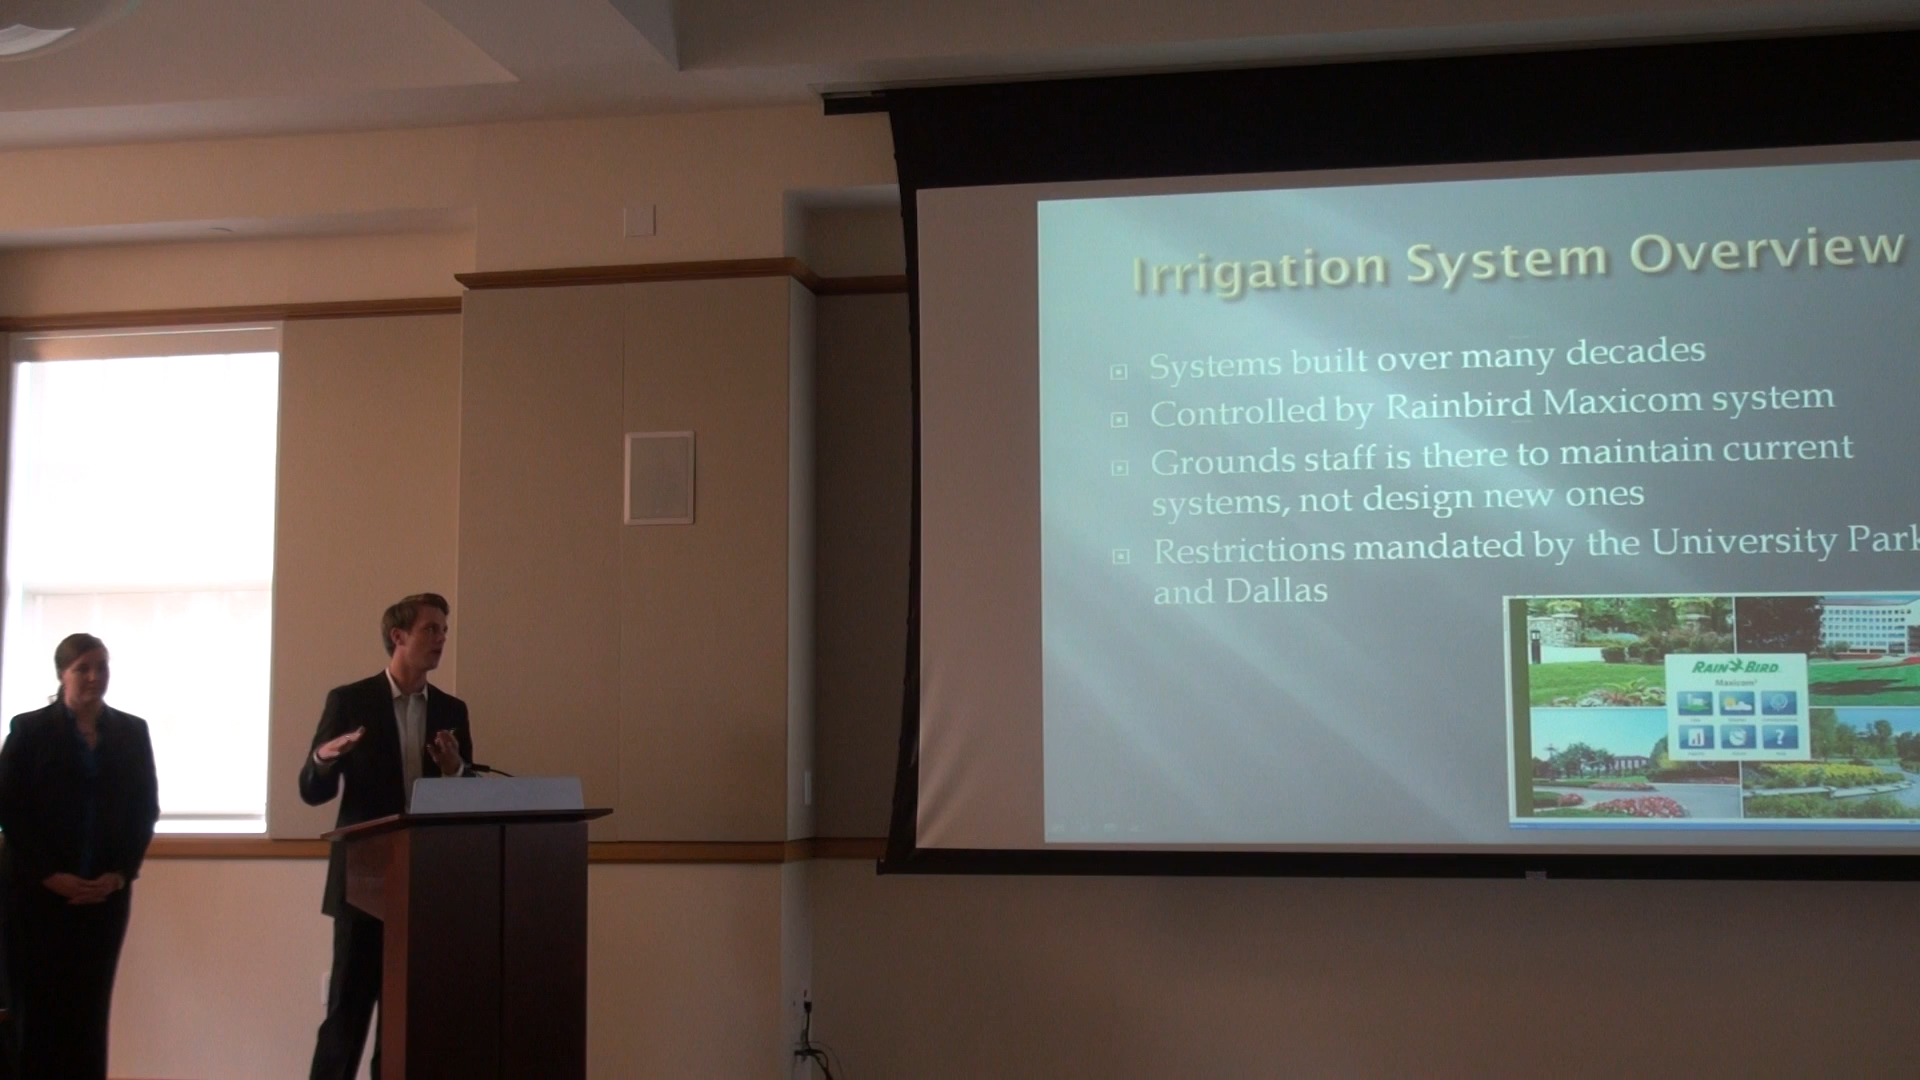 Irrigation System Overview
Systems built over many decades
Controlled by Rainbird Maxicom system
Grounds staff is there to maintain current
systems, not design new ones
Restrictions mandated by the University Park
and Dallas
RAIN BIRD
Maxicom²
?